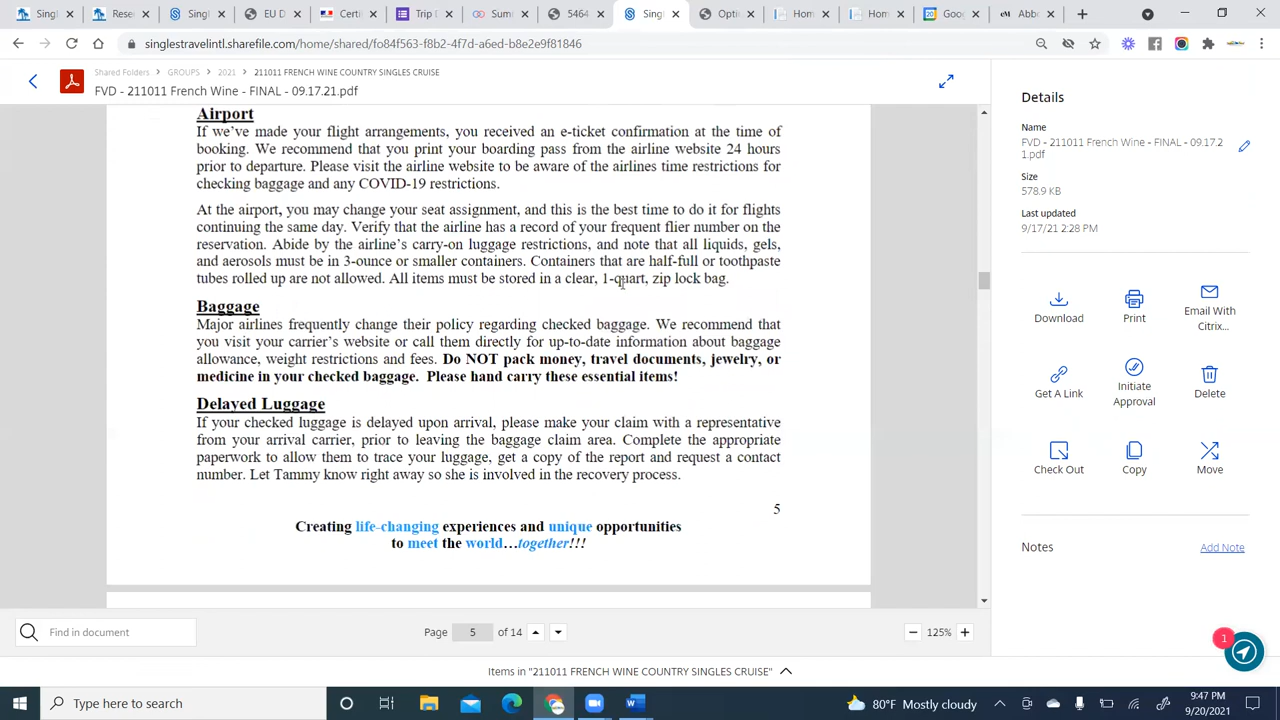 Singl
Rese
Singl
EU D
Certi
Trip D
Sum
5464
Singl
Opti
Hom
Hom
Goo
Abbe
singlestravelintl.sharefile.com/home/shared/fo84f563-f8b2-4f7d-a6ed-b8e2e9f81846
Shared Folders GROUPS 2021 211011 FRENCH WINE COUNTRY SINGLES CRUISE
FVD - 211011 French Wine - FINAL - 09.17.21.pdf
Airport
If we've made your flight arrangements, you received an e-ticket confirmation at the time of
booking. We recommend that you print your boarding pass from the airline website 24 hours
prior to departure. Please visit the airline website to be aware of the airlines time restrictions for
checking baggage and any COVID-19 restrictions.
At the airport, you may change your seat assignment, and this is the best time to do it for flights
continuing the same day. Verify that the airline has a record of your frequent flier number on the
reservation. Abide by the airline's carry-on luggage restrictions, and note that all liquids, gels,
and aerosols must be in 3-ounce or smaller containers. Containers that are half-full or toothpaste
tubes rolled up are not allowed. All items must be stored in a clear, 1-quart, zip lock bag.
Baggage
Major airlines frequently change their policy regarding checked baggage. We recommend that
you visit your carrier's website or call them directly for up-to-date information about baggage
allowance, weight restrictions and fees. Do NOT pack money, travel documents, jewelry, or
medicine in your checked baggage. Please hand carry these essential items!
Delayed Luggage
If your checked luggage is delayed upon arrival, please make your claim with a representative
from your arrival carrier, prior to leaving the baggage claim area. Complete the appropriate
paperwork to allow them to trace your luggage, get a copy of the report and request a contact
number. Let Tammy know right away so she is involved in the recovery process.
5
Creating life-changing experiences and unique opportunities
to meet the world…together!!!
Details
Name
FVD - 211011 French Wine - FINAL - 09.17.2
1.pdf
Size
578.9 KB
Last updated
9/17/21 2:28 PM
Download
Print
Email With
Citrix...
Get A Link
Initiate
Approval
Delete
Check Out
Copy
Move
Notes
Add Note
Find in document
Page 5 of 14
125%
1
Items in "211011 FRENCH WINE COUNTRY SINGLES CRUISE"
Type here to search
80°F Mostly cloudy
9:47 PM
9/20/2021